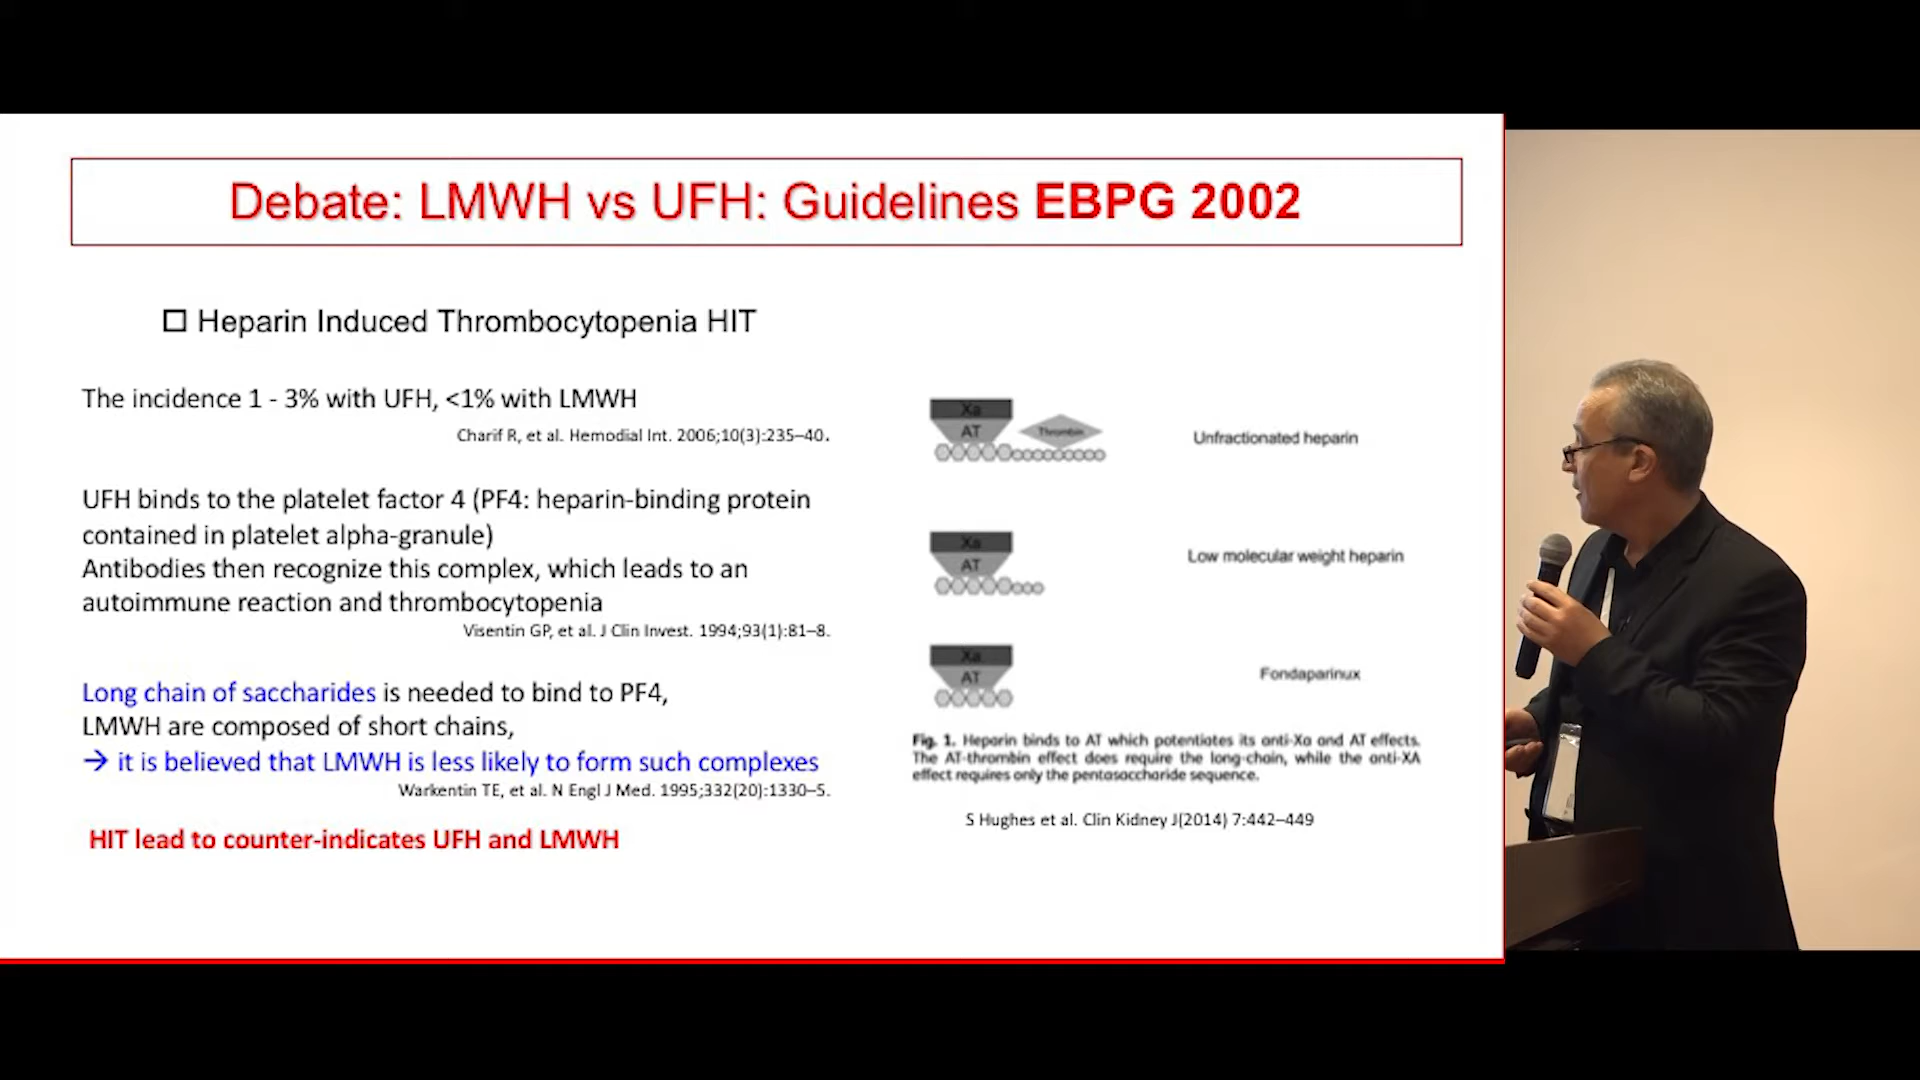 Debate: LMWH vs UFH: Guidelines EBPG 2002
□ Heparin Induced Thrombocytopenia HIT
The incidence 1 - 3% with UFH, <1% with LMWH
Charif R, et al. Hemodial Int. 2006;10(3):235–40.
UFH binds to the platelet factor 4 (PF4: heparin-binding protein
contained in platelet alpha-granule)
Antibodies then recognize this complex, which leads to an
autoimmune reaction and thrombocytopenia
Visentin GP, et al. J Clin Invest. 1994;93(1):81–8.
Long chain of saccharides is needed to bind to PF4,
LMWH are composed of short chains,
→ it is believed that LMWH is less likely to form such complexes
Warkentin TE, et al. N Engl J Med. 1995;332(20):1330–5.
HIT lead to counter-indicates UFH and LMWH
Xa
AT
Thrombin
Unfractionated heparin
Xa
AT
Low molecular weight heparin
Xa
AT
Fondaparinux
Fig. 1. Heparin binds to AT which potentiates its anti-Xa and AT effects.
The AT-thrombin effect does require the long-chain, while the anti-XA
effect requires only the pentasaccharide sequence.
S Hughes et al. Clin Kidney J(2014) 7:442–449